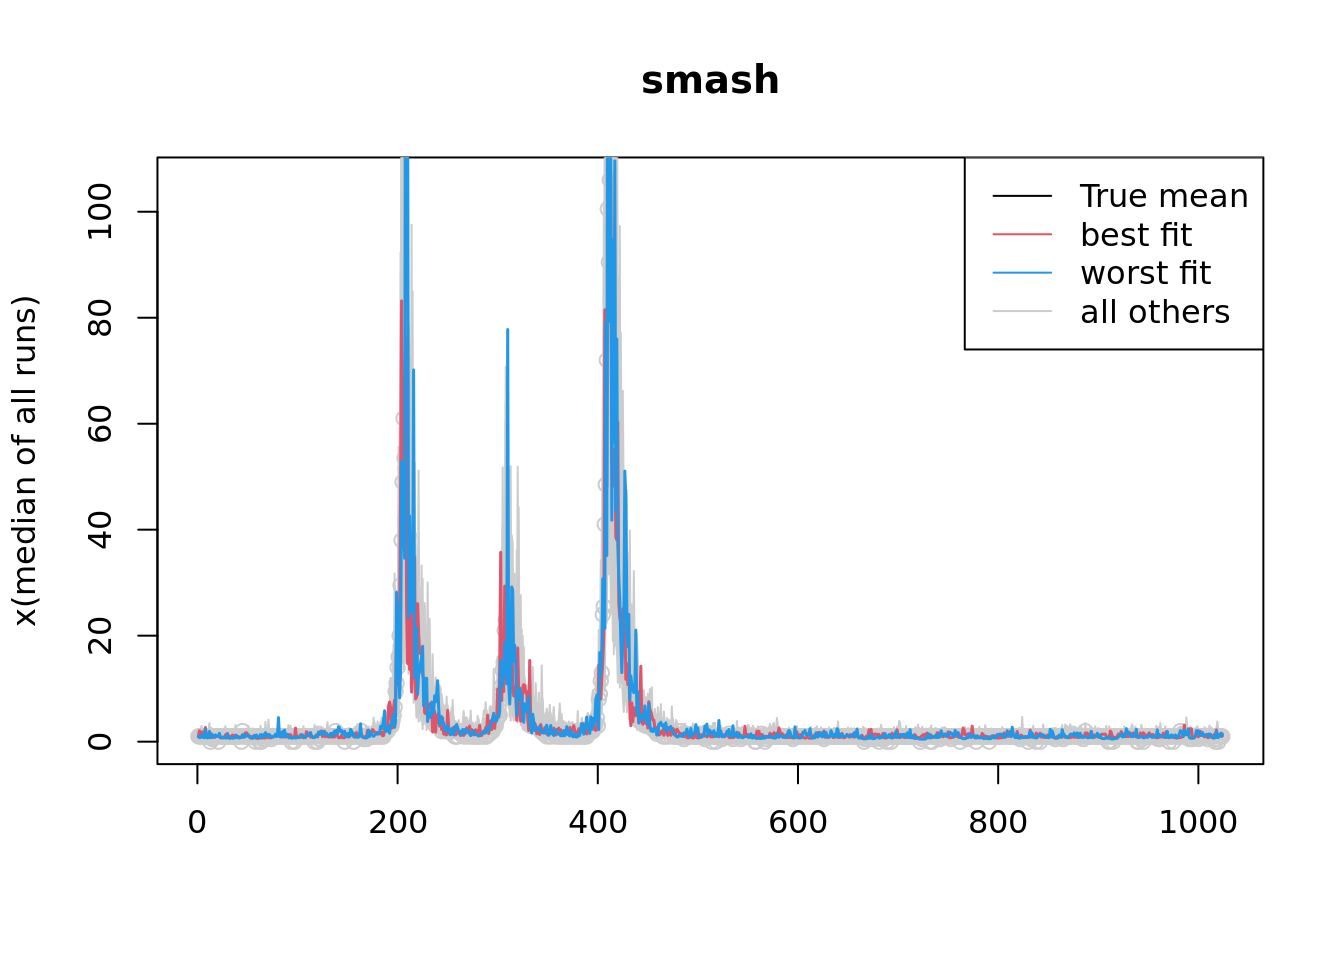 smash
True mean
best fit
worst fit
all others
x(median of all runs)
100
80
60
40
20
0
0 200 400 600 800 1000